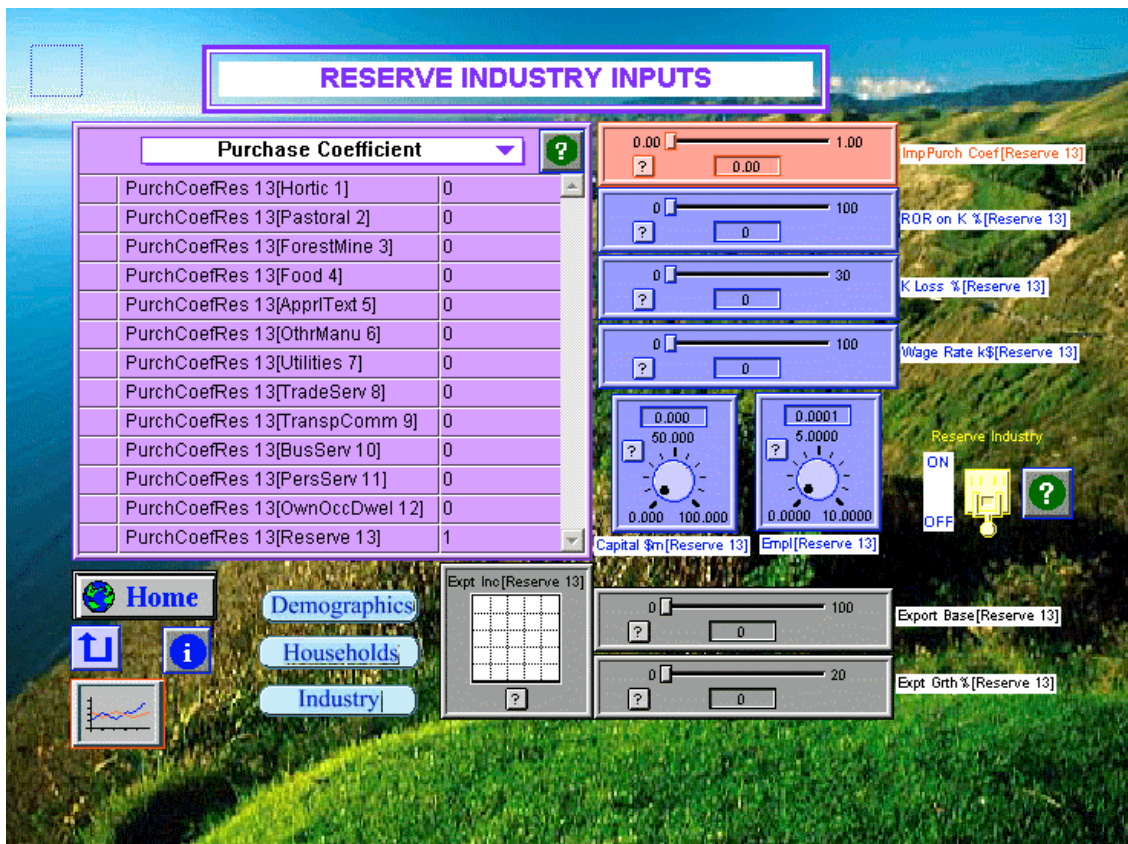 RESERVE INDUSTRY INPUTS
Purchase Coefficient
?
PurchCoefRes 13[Hortic 1] 0
PurchCoefRes 13[Pastoral 2] 0
PurchCoefRes 13[ForestMine 3] 0
PurchCoefRes 13[Food 4] 0
PurchCoefRes 13[ApprlText 5] 0
PurchCoefRes 13[OthrManu 6] 0
PurchCoefRes 13[Utilities 7] 0
PurchCoefRes 13[TradeServ 8] 0
PurchCoefRes 13[TranspComm 9] 0
PurchCoefRes 13[BusServ 10] 0
PurchCoefRes 13[PersServ 11] 0
PurchCoefRes 13[OwnOccDwel 12] 0
PurchCoefRes 13[Reserve 13] 1
0.00 1.00
? 0.00
ImpPurch Coef[Reserve 13]
0 100
? 0
ROR on K %[Reserve 13]
0 30
? 0
K Loss %[Reserve 13]
0 100
? 0
Wage Rate k$[Reserve 13]
0.000
50.000
?
0.000 100.000
Capital $m[Reserve 13]
0.0001
5.0000
?
0.0000 10.0000
Empl[Reserve 13]
Reserve Industry
ON
OFF
?
Home
i
Demographics
Households
Industry
Expt Inc[Reserve 13]
?
0 100
? 0
Export Base[Reserve 13]
0 20
? 0
Expt Grth %[Reserve 13]